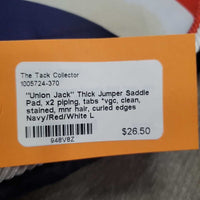 The Tack Collector
1005724-370
"Union Jack" Thick Jumper Saddle
Pad, x2 piping, tabs *vgc, clean,
stained, mnr hair, curled edges
Navy/Red/White L
$26.50
948V8Z